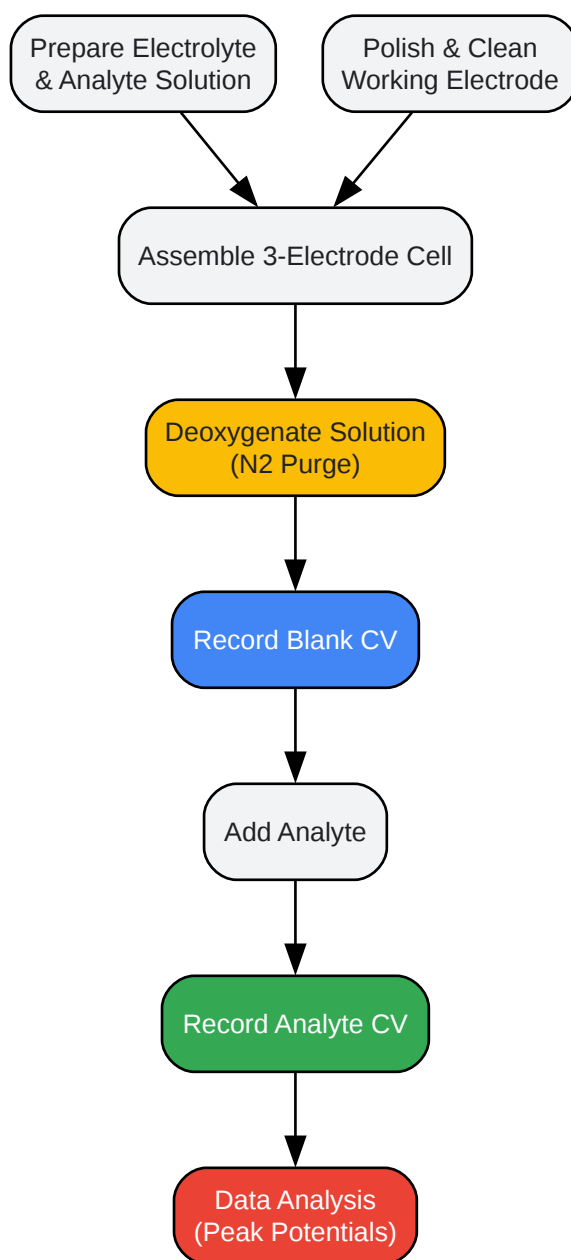 Prepare Electrolyte
& Analyte Solution
Polish & Clean
Working Electrode
Assemble 3-Electrode Cell
Deoxygenate Solution
(N2 Purge)
Record Blank CV
Add Analyte
Record Analyte CV
Data Analysis
(Peak Potentials)